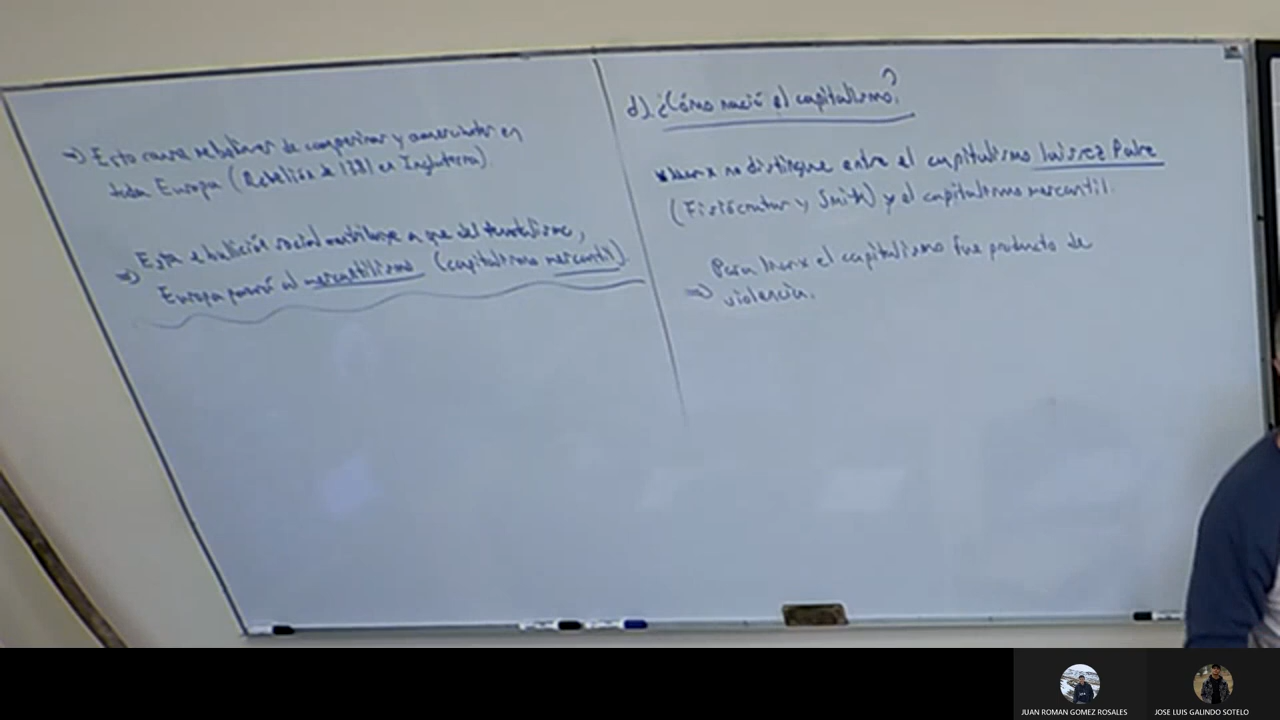 => Esto causa rebeliones de campesinos y comerciantes en
toda Europa (Rebelión de 1381 en Inglaterra)
=> Esta ebulición social contribuye a que del feudalismo,
Europa pasará al mercantilismo (capitalismo mercantil).
d). ¿Cómo nació el capitalismo?
Marx no distingue entre el capitalismo laissez Faire
(Fisiócratas y Smith) y el capitalismo mercantil.
=> Para Marx el capitalismo fue producto de
violencia.
JUAN ROMAN GOMEZ ROSALES
JOSE LUIS GALINDO SOTELO